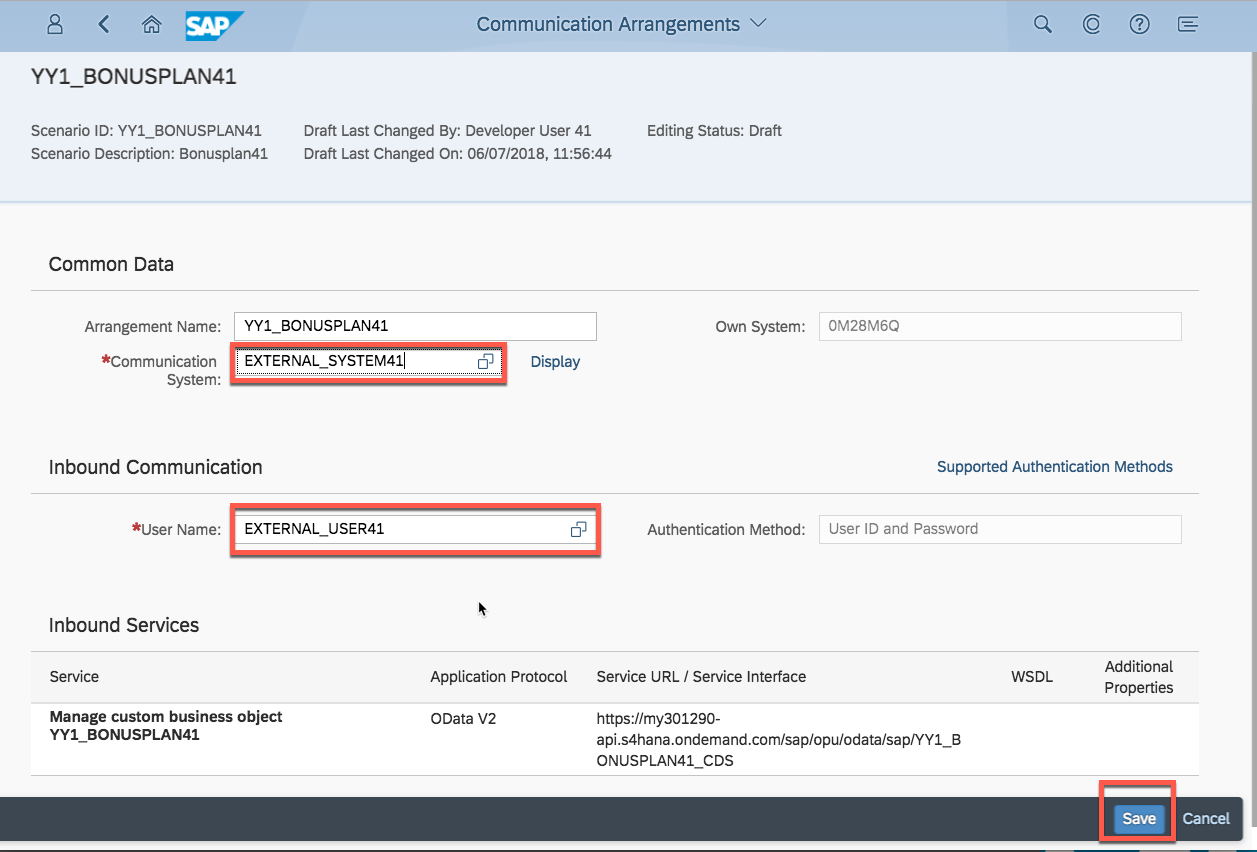 SAP Communication Arrangements
YY1_BONUSPLAN41
Scenario ID: YY1_BONUSPLAN41 Draft Last Changed By: Developer User 41 Editing Status: Draft
Scenario Description: Bonusplan41 Draft Last Changed On: 06/07/2018, 11:56:44
Common Data
Arrangement Name: YY1_BONUSPLAN41 Own System: 0M28M6Q
*Communication EXTERNAL_SYSTEM41 Display
System:
Inbound Communication Supported Authentication Methods
*User Name: EXTERNAL_USER41 Authentication Method: User ID and Password
Inbound Services
Service Application Protocol Service URL / Service Interface WSDL Additional
Properties
Manage custom business object OData V2 https://my301290-
YY1_BONUSPLAN41 api.s4hana.ondemand.com/sap/opu/odata/sap/YY1_B
ONUSPLAN41_CDS
Save Cancel